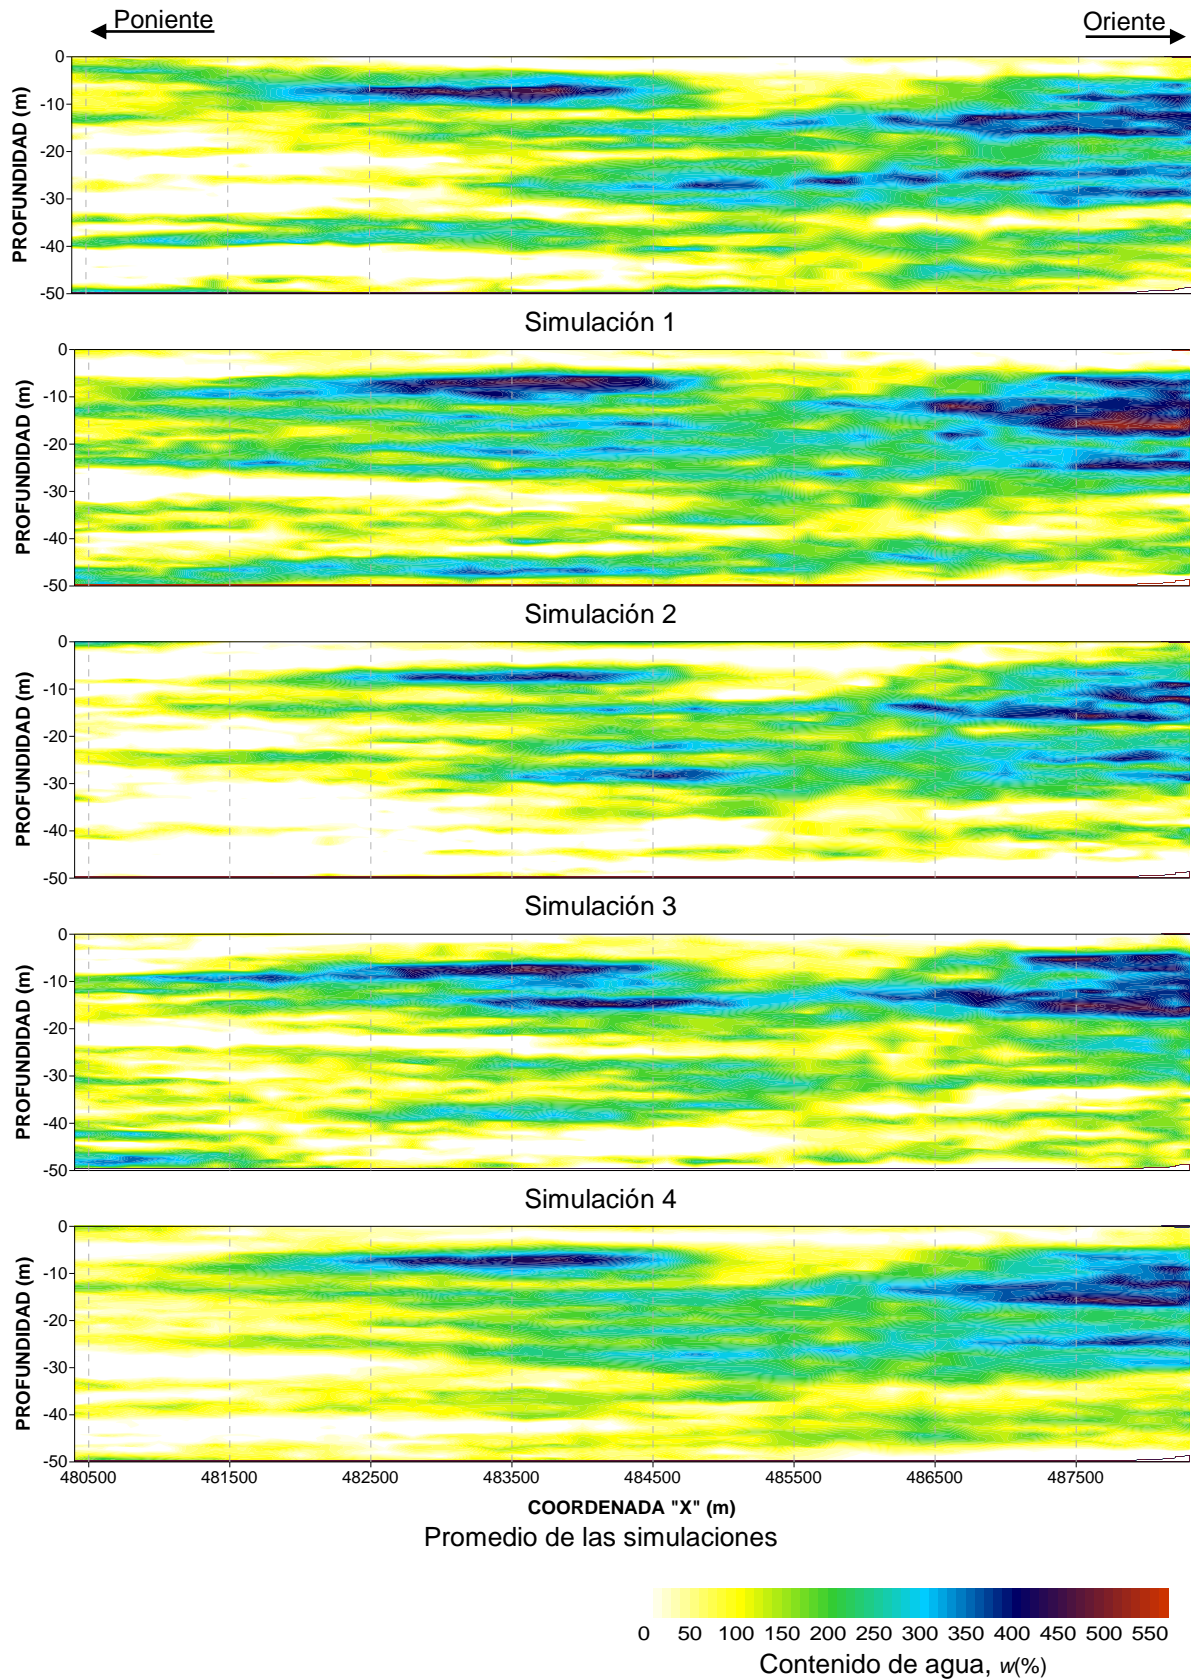 Poniente
Oriente
PROFUNDIDAD (m)
0
-10
-20
-30
-40
-50
Simulación 1
PROFUNDIDAD (m)
0
-10
-20
-30
-40
-50
Simulación 2
PROFUNDIDAD (m)
0
-10
-20
-30
-40
-50
Simulación 3
PROFUNDIDAD (m)
0
-10
-20
-30
-40
-50
Simulación 4
PROFUNDIDAD (m)
0
-10
-20
-30
-40
-50
480500 481500 482500 483500 484500 485500 486500 487500
COORDENADA "X" (m)
Promedio de las simulaciones
0 50 100 150 200 250 300 350 400 450 500 550
Contenido de agua, w(%)